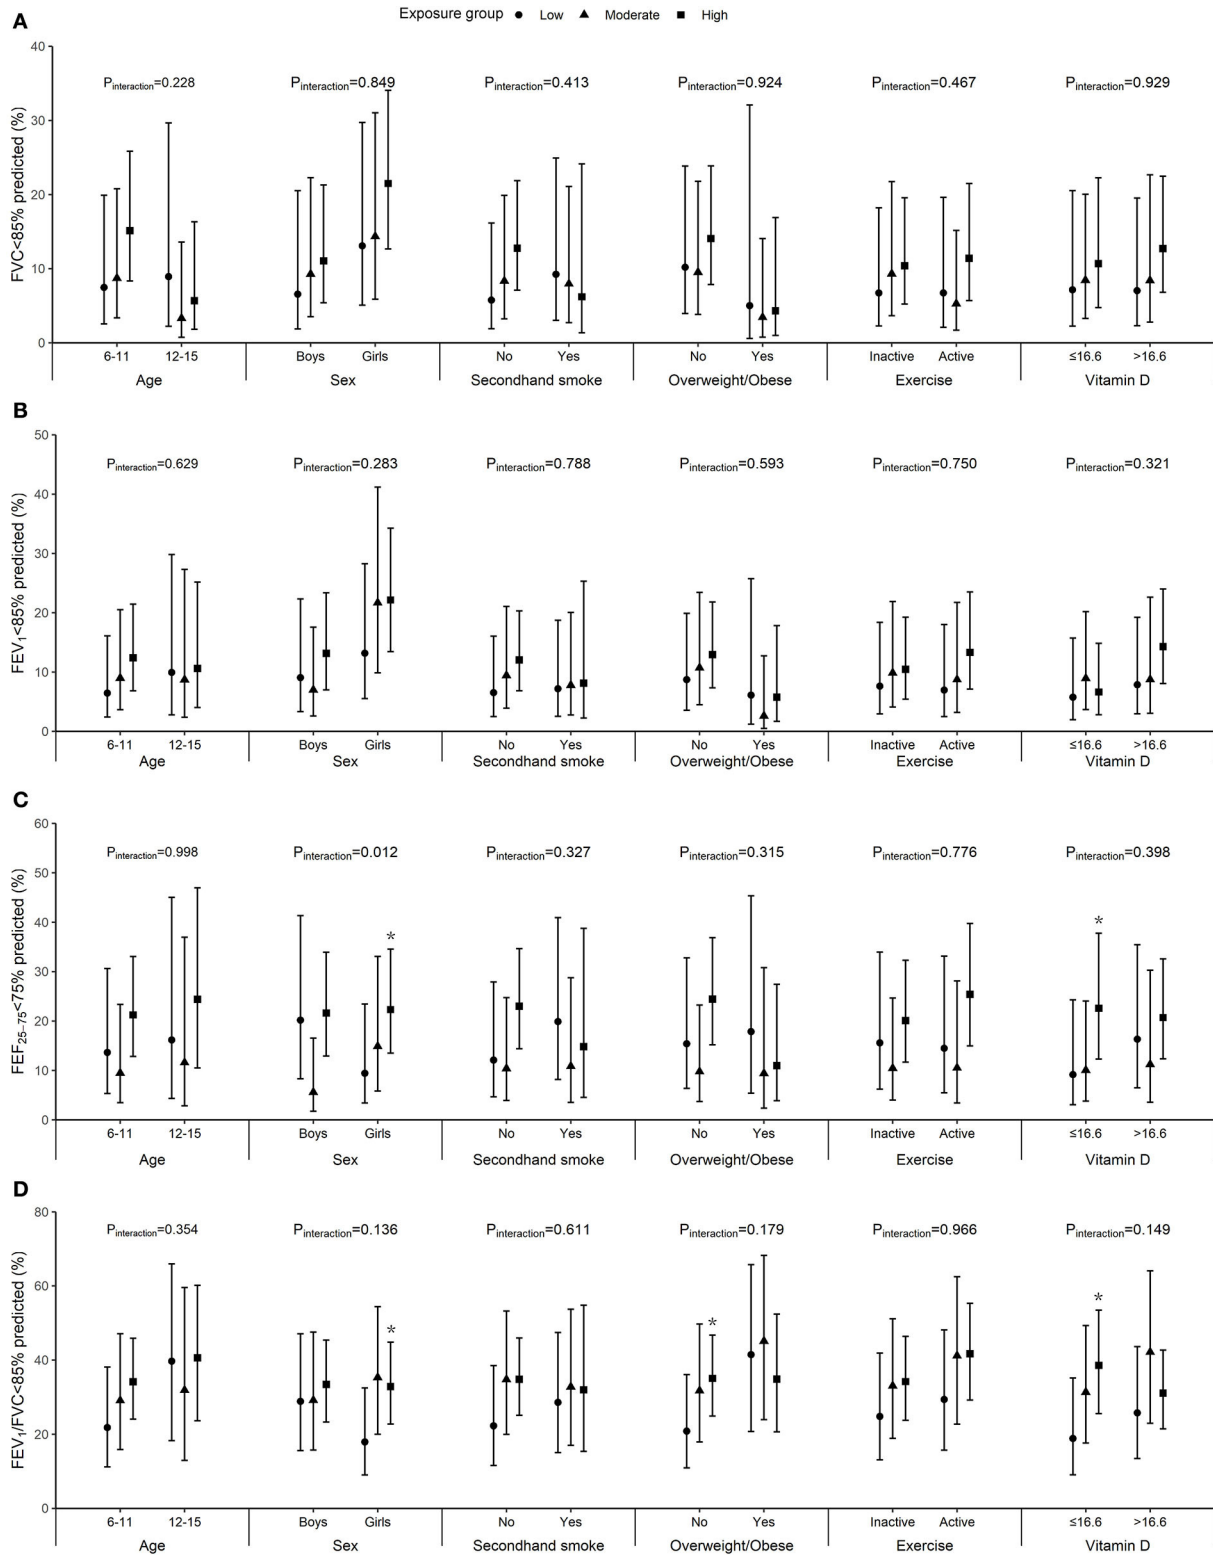 A
Exposure group ● Low ▲ Moderate ■ High
FVC<85% predicted (%)
40
30
20
10
0
Pinteraction=0.228
Pinteraction=0.849
Pinteraction=0.413
Pinteraction=0.924
Pinteraction=0.467
Pinteraction=0.929
6-11 12-15 Boys Girls No Yes No Yes Inactive Active ≤16.6 >16.6
Age Sex Secondhand smoke Overweight/Obese Exercise Vitamin D
B
FEV1<85% predicted (%)
50
40
30
20
10
0
Pinteraction=0.629
Pinteraction=0.283
Pinteraction=0.788
Pinteraction=0.593
Pinteraction=0.750
Pinteraction=0.321
6-11 12-15 Boys Girls No Yes No Yes Inactive Active ≤16.6 >16.6
Age Sex Secondhand smoke Overweight/Obese Exercise Vitamin D
C
FEF25−75<75% predicted (%)
60
50
40
30
20
10
0
Pinteraction=0.998
Pinteraction=0.012
Pinteraction=0.327
Pinteraction=0.315
Pinteraction=0.776
Pinteraction=0.398
*
*
6-11 12-15 Boys Girls No Yes No Yes Inactive Active ≤16.6 >16.6
Age Sex Secondhand smoke Overweight/Obese Exercise Vitamin D
D
FEV1/FVC<85% predicted (%)
80
60
40
20
0
Pinteraction=0.354
Pinteraction=0.136
Pinteraction=0.611
Pinteraction=0.179
Pinteraction=0.966
Pinteraction=0.149
*
*
*
6-11 12-15 Boys Girls No Yes No Yes Inactive Active ≤16.6 >16.6
Age Sex Secondhand smoke Overweight/Obese Exercise Vitamin D